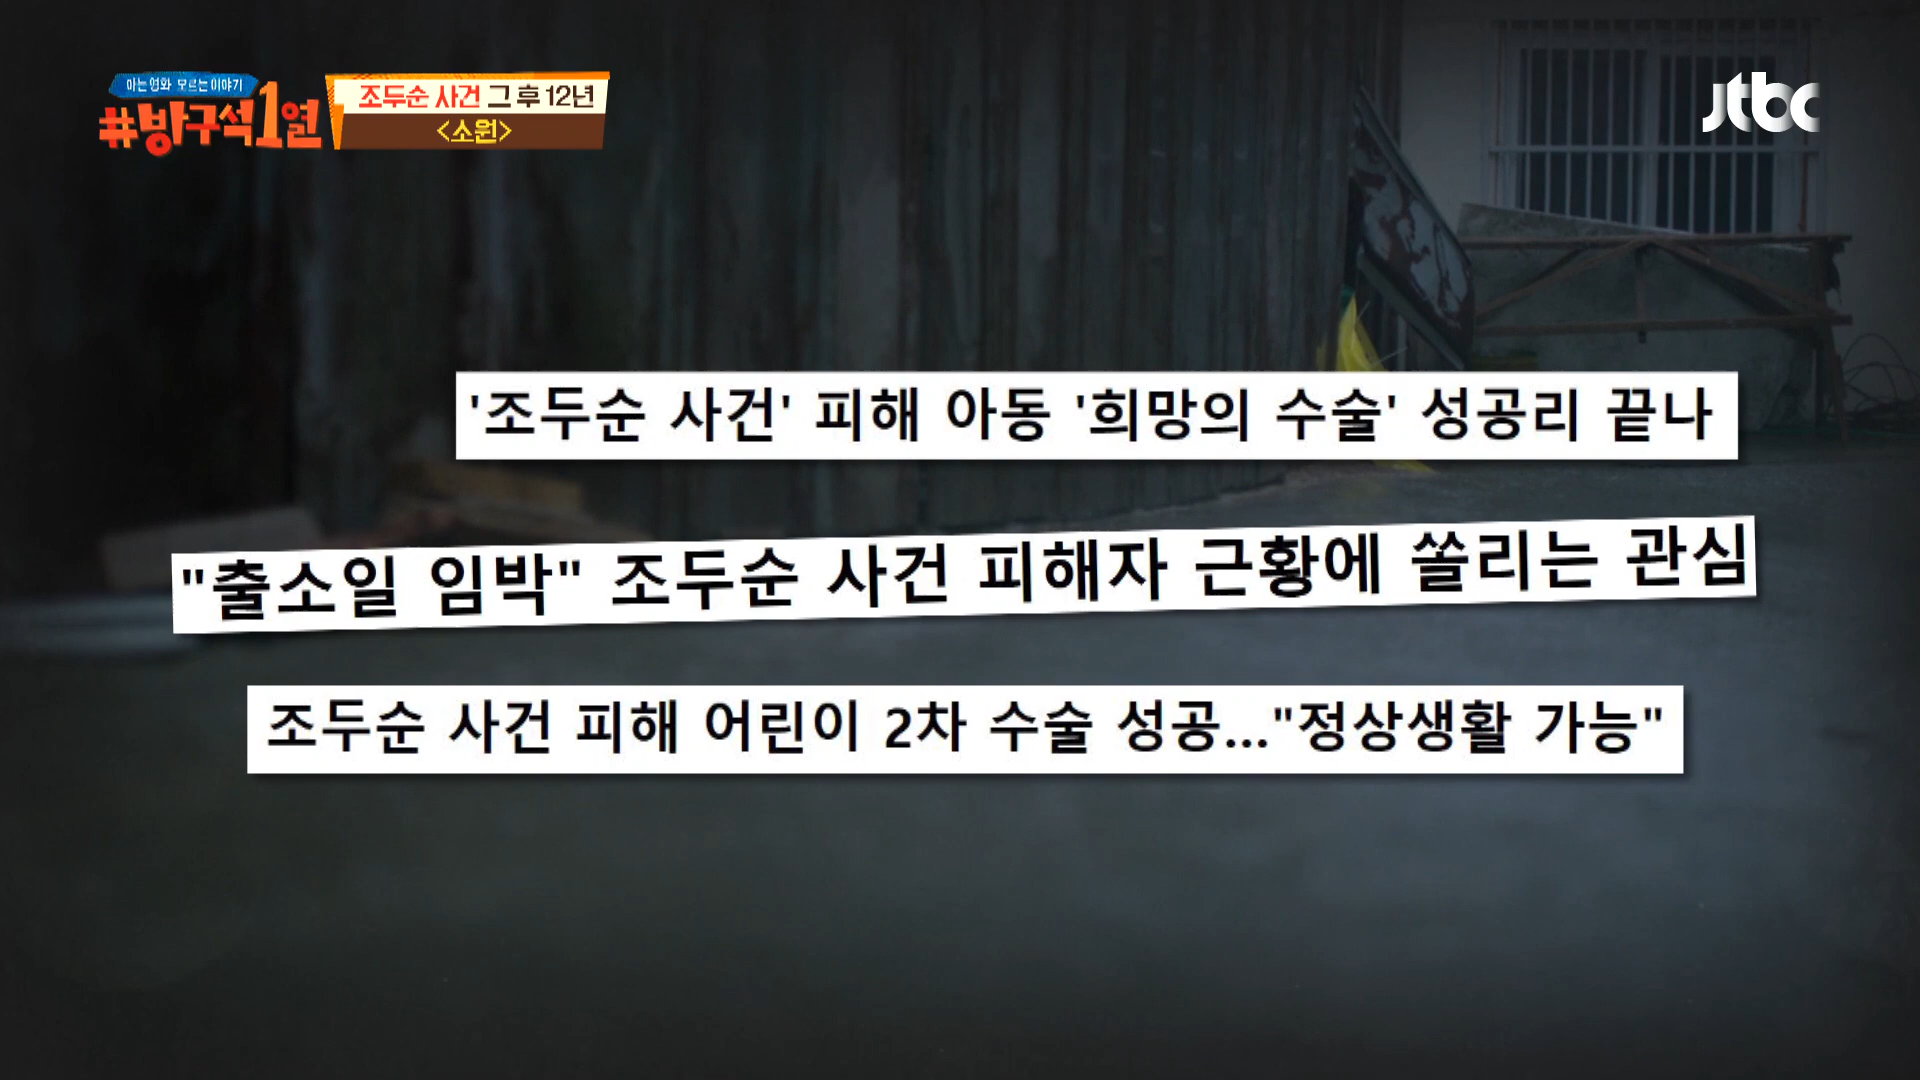 아는영화 모르는이야기
#방구석1열
조두순 사건 그 후 12년
<소원>
jtbc
'조두순 사건' 피해 아동 '희망의 수술' 성공리 끝나
"출소일 임박" 조두순 사건 피해자 근황에 쏠리는 관심
조두순 사건 피해 어린이 2차 수술 성공..."정상생활 가능"